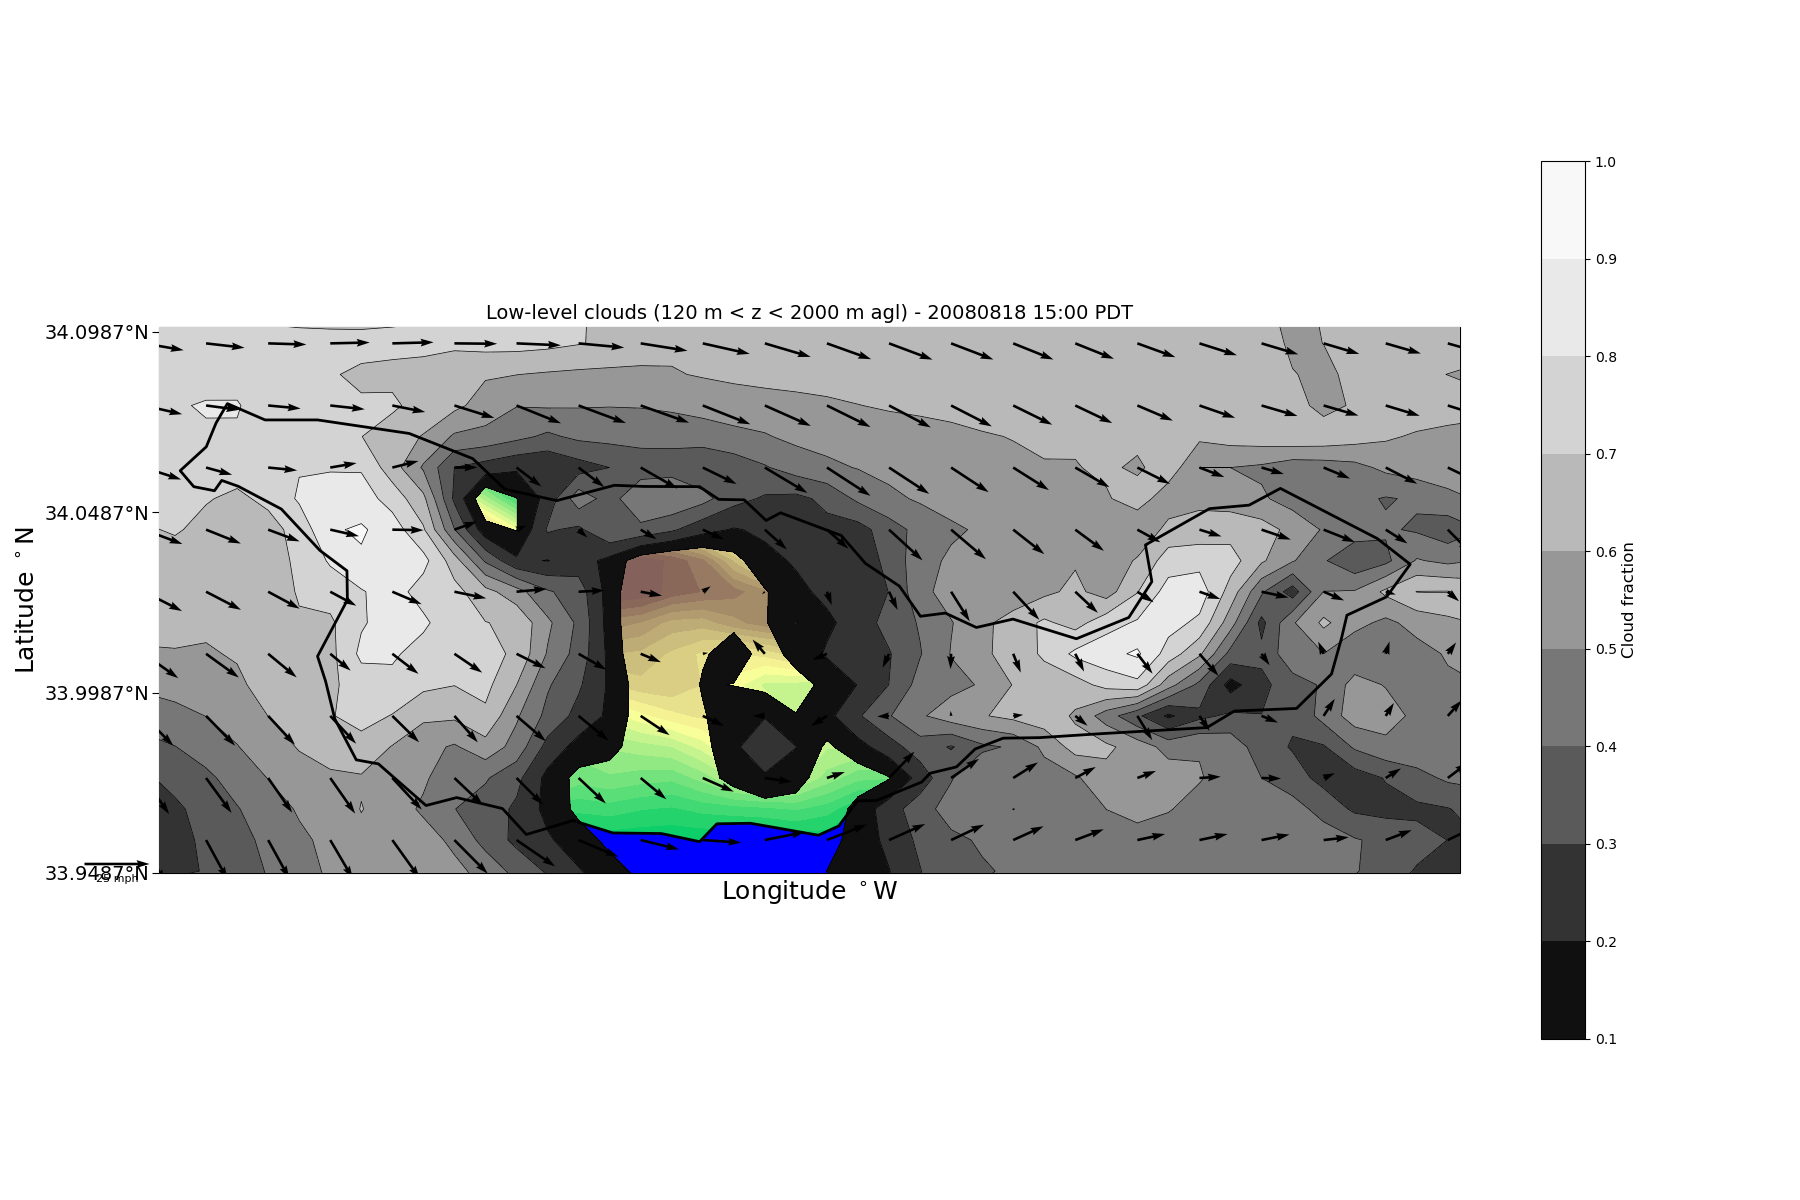 Low-level clouds (120 m < z < 2000 m agl) - 20080818 15:00 PDT
34.0987°N
34.0487°N
33.9987°N
33.9487°N
Latitude °N
25 mph
Longitude °W
1.0
0.9
0.8
0.7
0.6
0.5
0.4
0.3
0.2
0.1
Cloud fraction